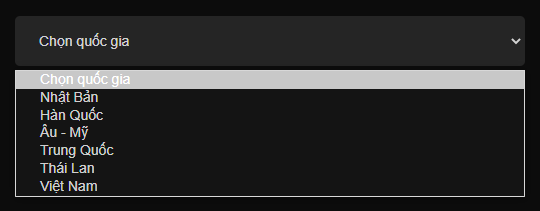 Chọn quốc gia
Chọn quốc gia
Nhật Bản
Hàn Quốc
Âu - Mỹ
Trung Quốc
Thái Lan
Việt Nam